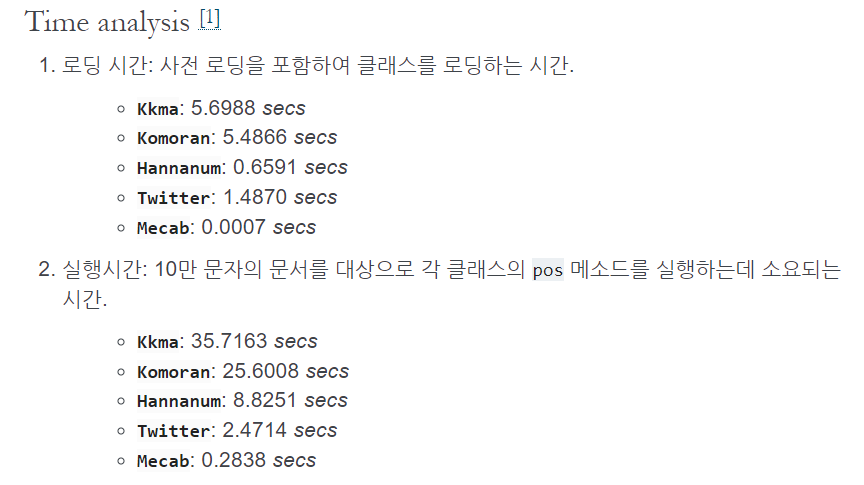 Time analysis [1]
1. 로딩 시간: 사전 로딩을 포함하여 클래스를 로딩하는 시간.
○ Kkma: 5.6988 secs
○ Komoran: 5.4866 secs
○ Hannanum: 0.6591 secs
○ Twitter: 1.4870 secs
○ Mecab: 0.0007 secs
2. 실행시간: 10만 문자의 문서를 대상으로 각 클래스의 pos 메소드를 실행하는데 소요되는
시간.
○ Kkma: 35.7163 secs
○ Komoran: 25.6008 secs
○ Hannanum: 8.8251 secs
○ Twitter: 2.4714 secs
○ Mecab: 0.2838 secs